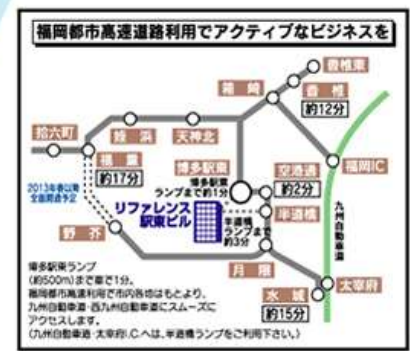 福岡都市高速道路利用でアクティブなビジネスを
香椎東
箱崎
香椎
約12分
拾六町
姪浜
天神北
福重
約17分
博多駅東
博多駅東
ランプまで約1分
空港通
約2分
福岡IC
2013年春以降
全面開通予定
リファレンス
駅東ビル
半道橋
半道橋
ランプまで
約3分
九州自動車道
野芥
月隈
太宰府
水城
約15分
博多駅東ランプ
(約500m)まで車で1分。
福岡都市高速利用で市内各地はもとより、
九州自動車道・西九州自動車道にスムーズに
アクセスします。
(九州自動車道・太宰府I.C.へは、半道橋ランプをご利用下さい。)